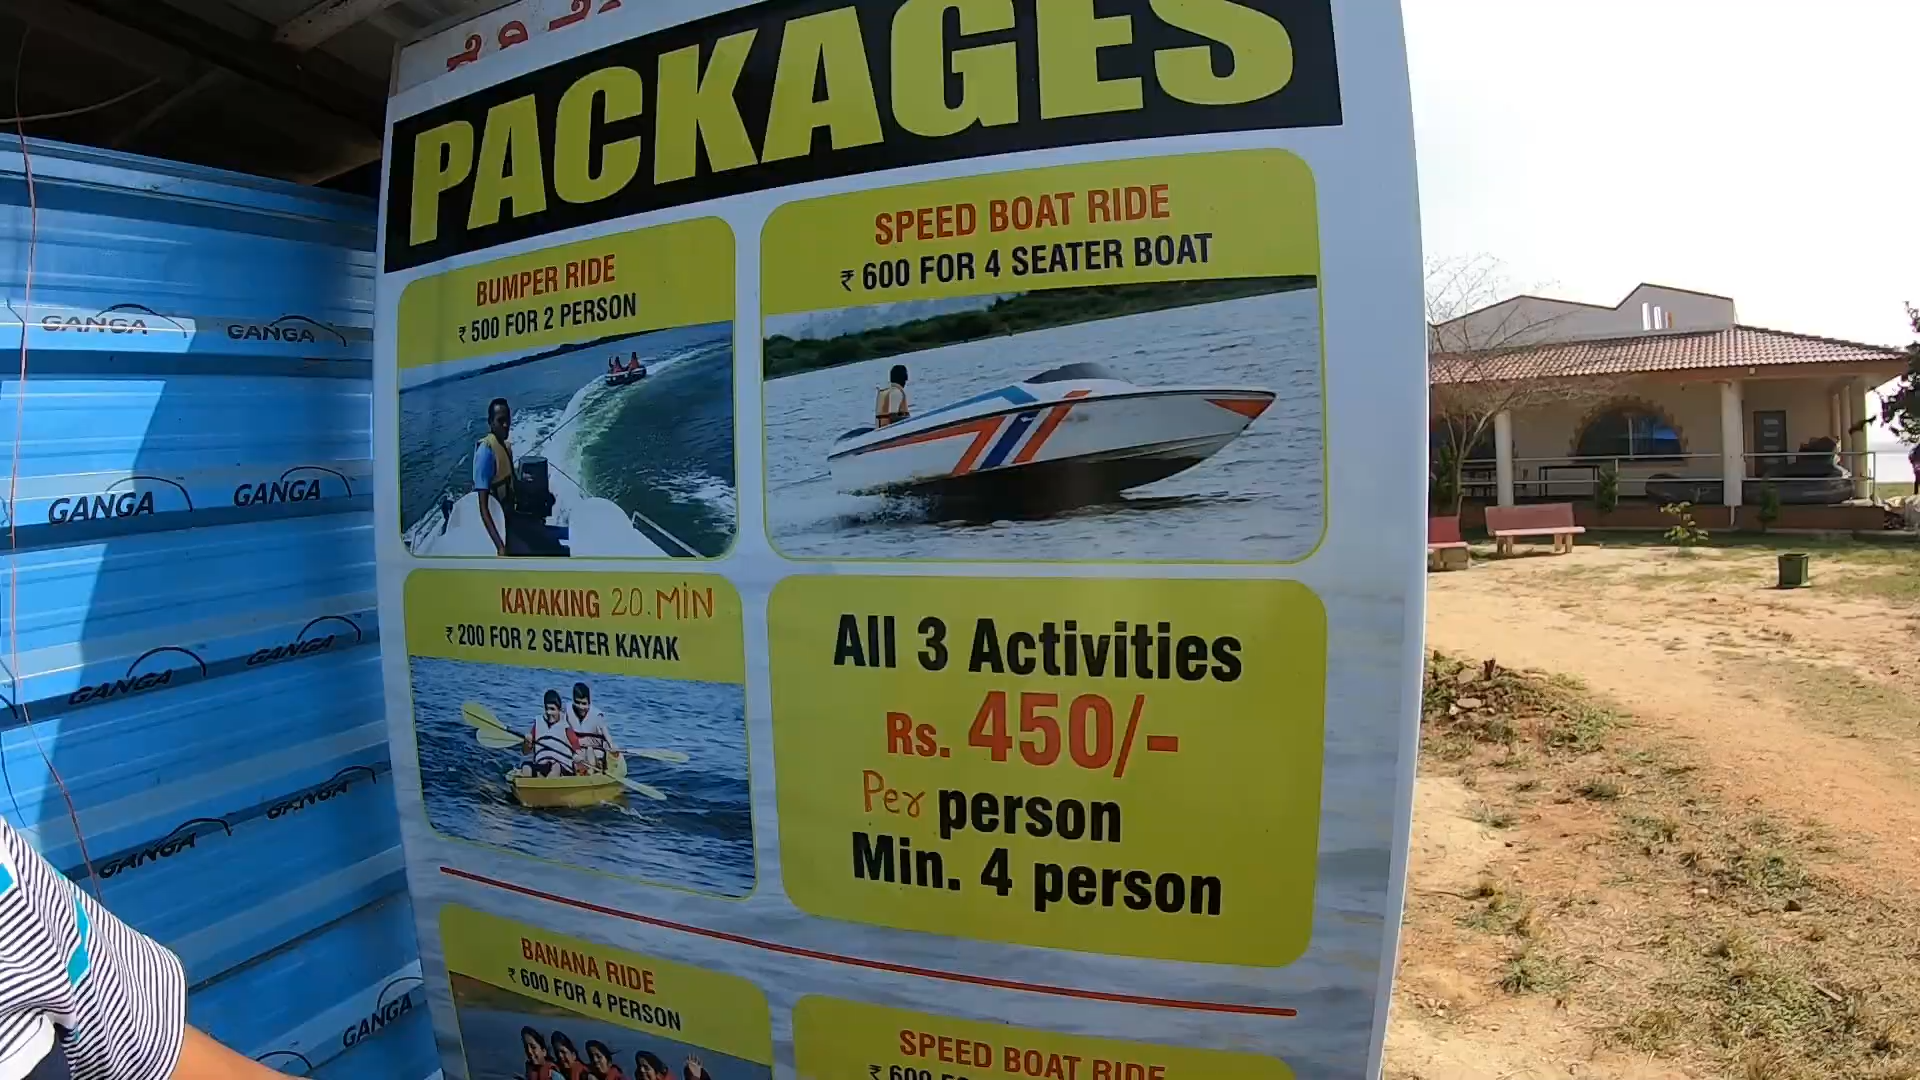 PACKAGES
BUMPER RIDE
₹ 500 FOR 2 PERSON
SPEED BOAT RIDE
₹ 600 FOR 4 SEATER BOAT
KAYAKING 20.MIN
₹ 200 FOR 2 SEATER KAYAK
All 3 Activities
Rs. 450/-
Per person
Min. 4 person
BANANA RIDE
₹ 600 FOR 4 PERSON
SPEED BOAT RIDE
₹ 600
GANGA GANGA
GANGA GANGA
GANGA GANGA
GANGA GANGA
GANGA